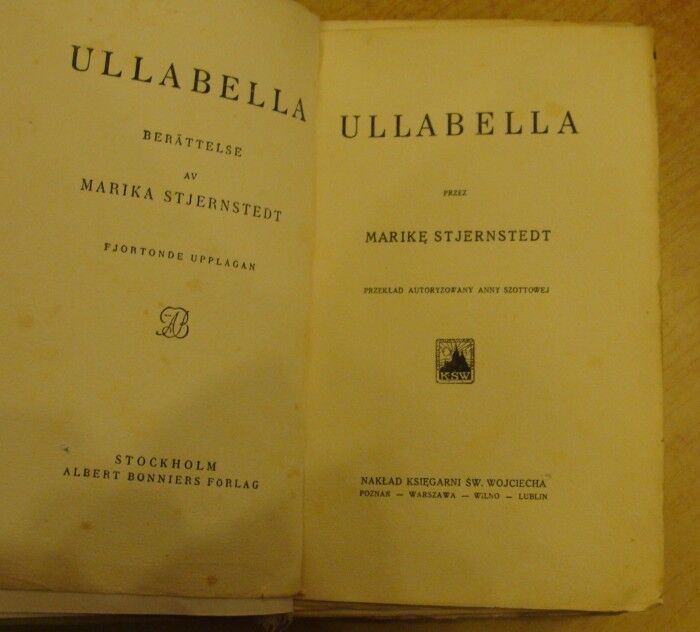 ULLABELLA
BERÄTTELSE
AV
MARIKA STJERNSTEDT
FJORTONDE UPPLAGAN
AB
STOCKHOLM
ALBERT BONNIERS FÖRLAG
ULLABELLA
PRZEZ
MARIKĘ STJERNSTEDT
PRZEKŁAD AUTORYZOWANY ANNY SZOTTOWEJ
K.S.W.
NAKŁAD KSIĘGARNI ŚW. WOJCIECHA
POZNAŃ — WARSZAWA — WILNO — LUBLIN